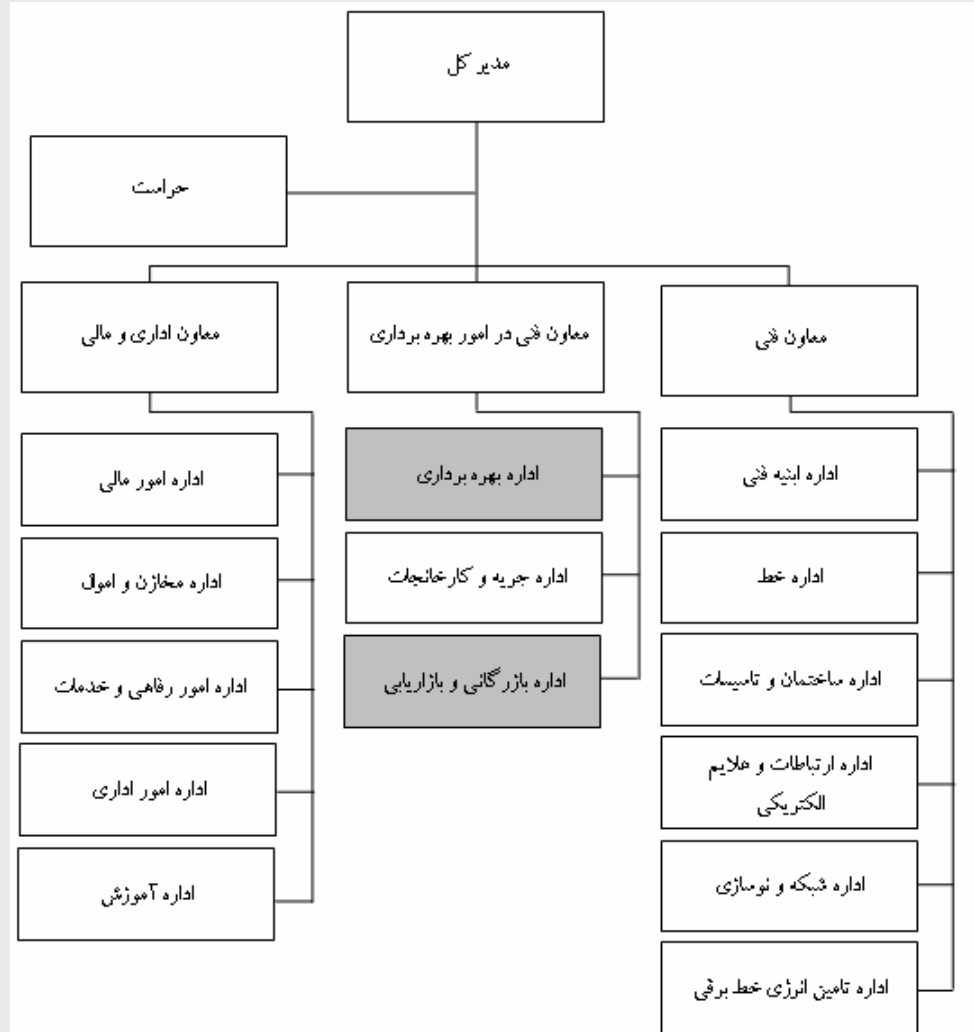 مدیر کل
حراست
معاون فنی
معاون فنی در امور بهره برداری
معاون اداری و مالی
اداره ابنیه فنی
اداره خط
اداره ساختمان و تاسیسات
اداره ارتباطات و علایم
الکتریکی
اداره شبکه و نوسازی
اداره تامین انرژی خط برقی
اداره بهره برداری
اداره جریه و کارخانجات
اداره بازرگانی و بازاریابی
اداره امور مالی
اداره مخازن و اموال
اداره امور رفاهی و خدمات
اداره امور اداری
اداره آموزش